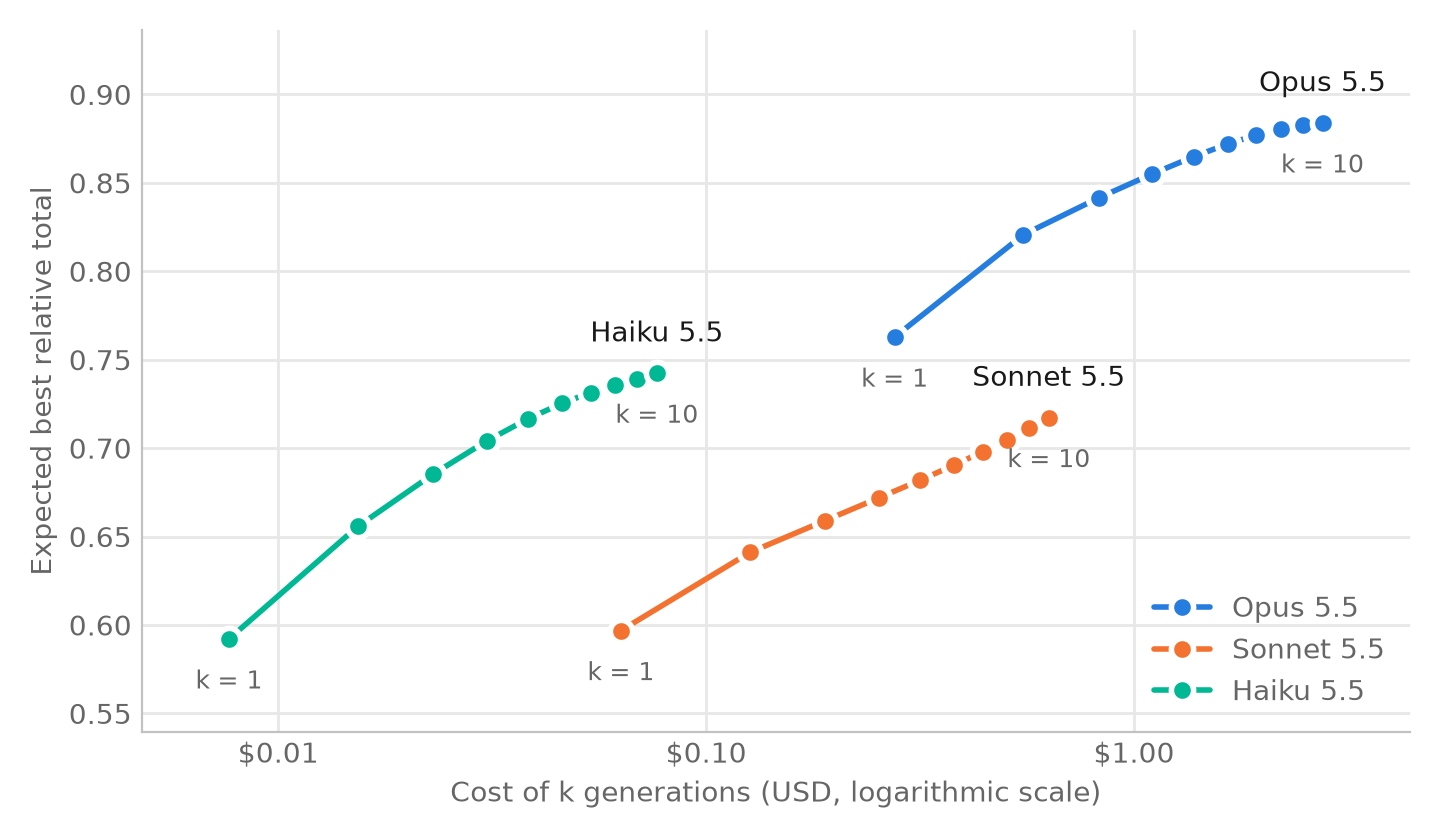 Opus 5.5
0.90
k = 10
0.85
0.80
Haiku 5.5
0.75
k = 1
Sonnet 5.5
k = 10
0.70
k = 10
0.65
0.60
k = 1
k = 1
0.55
Expected best relative total
Opus 5.5
Sonnet 5.5
Haiku 5.5
$0.01
$0.10
$1.00
Cost of k generations (USD, logarithmic scale)